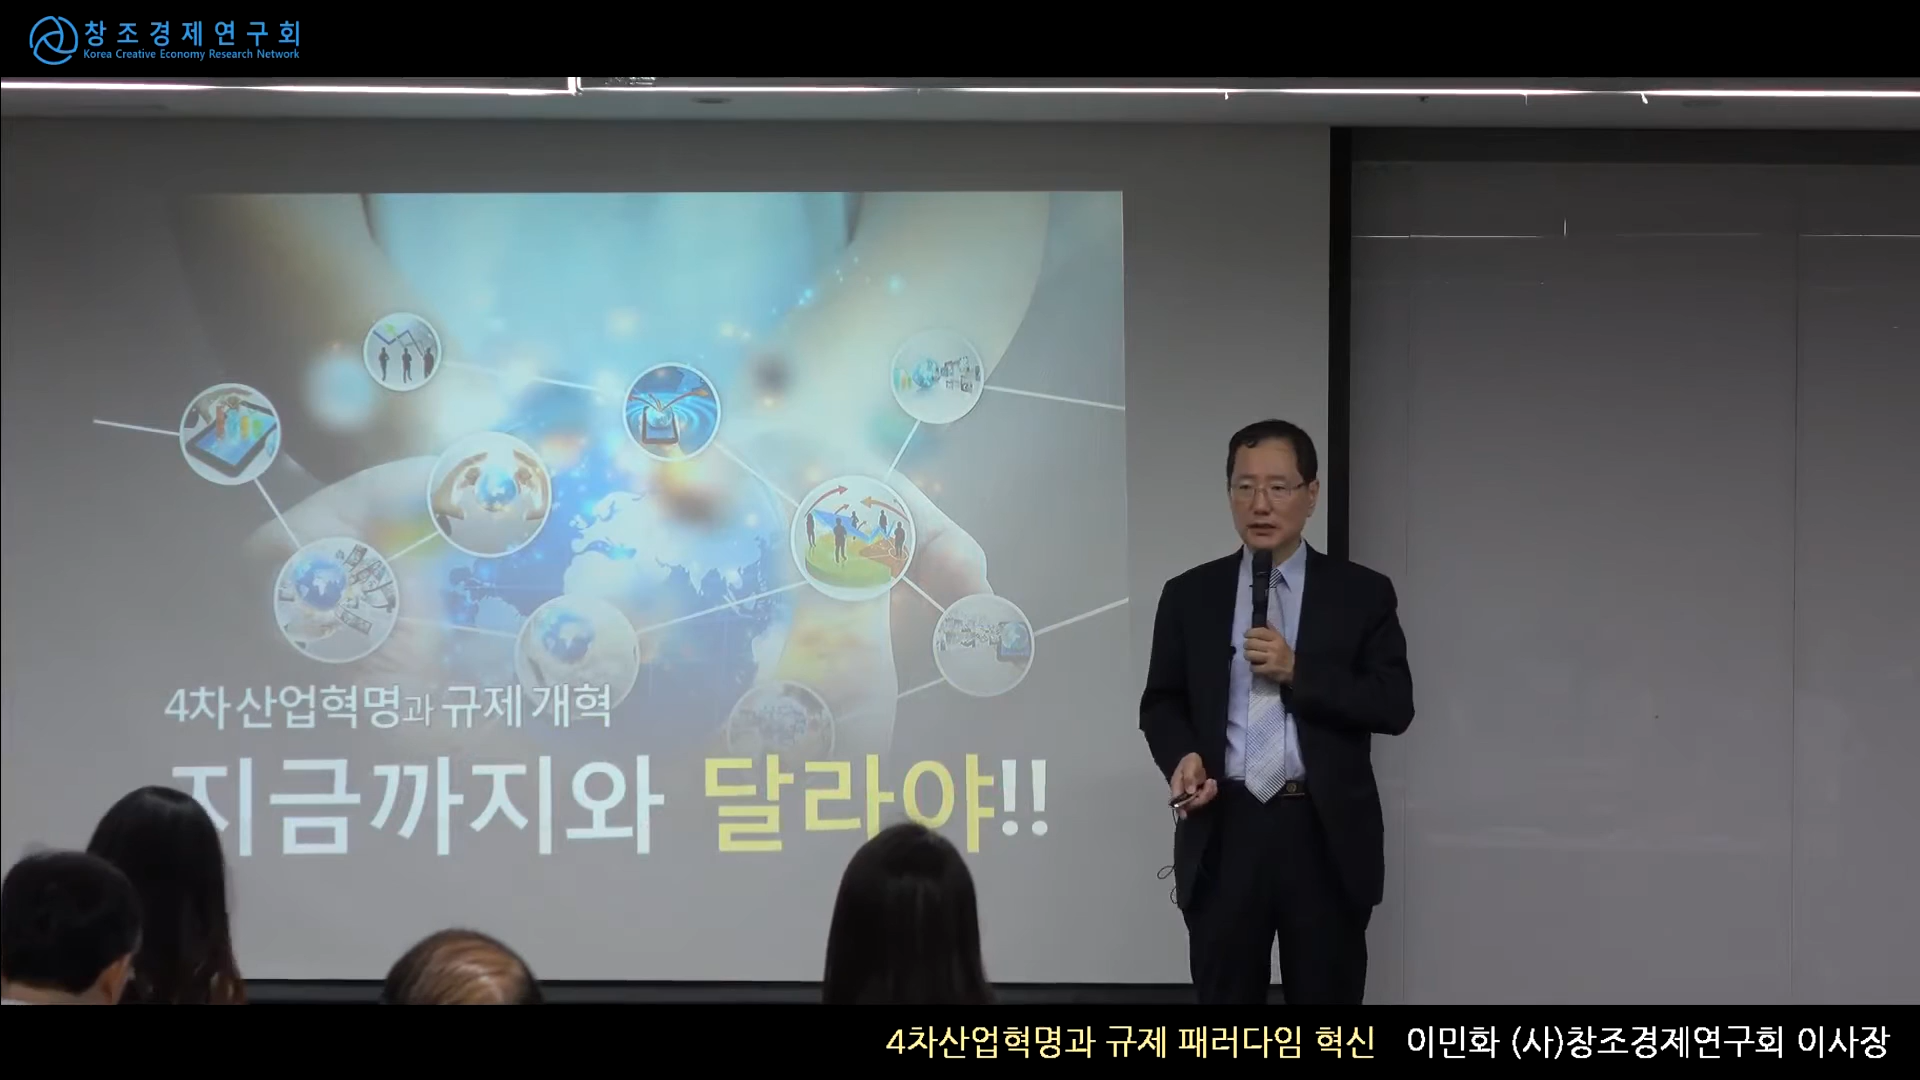 창조경제연구회
Korea Creative Economy Research Network
4차산업혁명과 규제 개혁
지금까지와 달라야!!
4차산업혁명과 규제 패러다임 혁신 이민화 (사)창조경제연구회 이사장